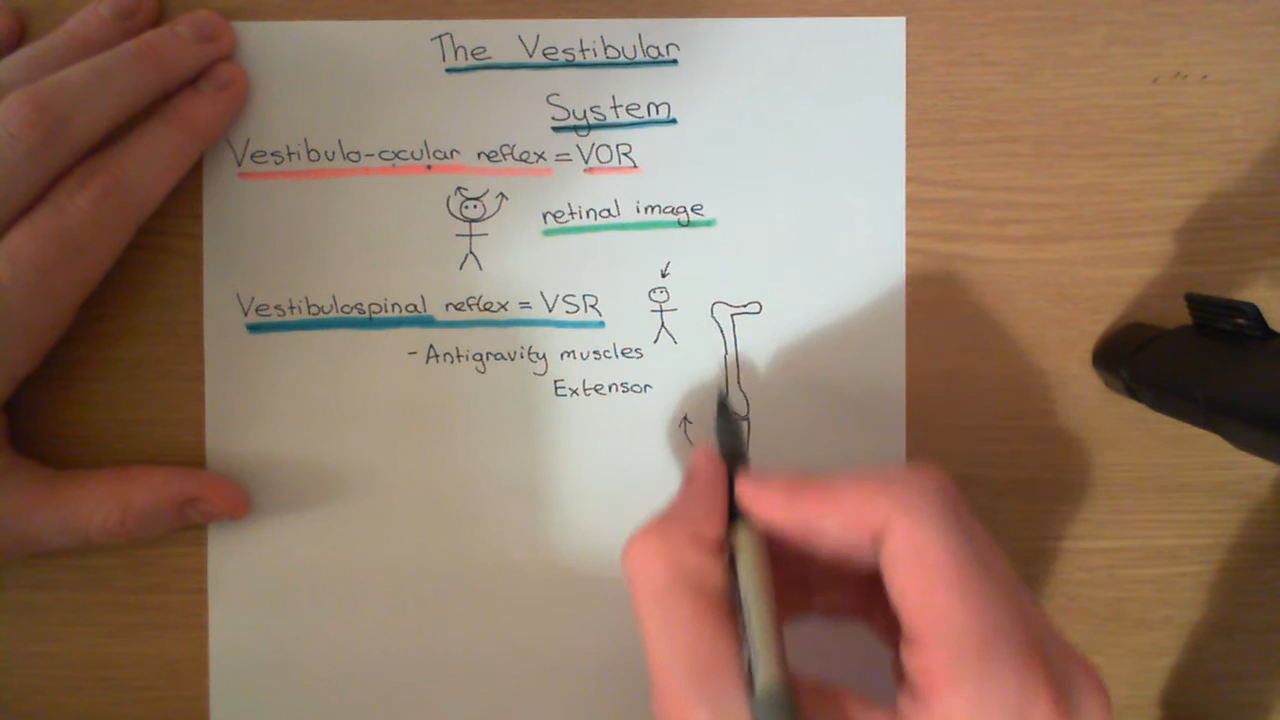 The Vestibular
System
Vestibulo-ocular reflex = VOR
retinal image
Vestibulospinal reflex = VSR
- Antigravity muscles
Extensor